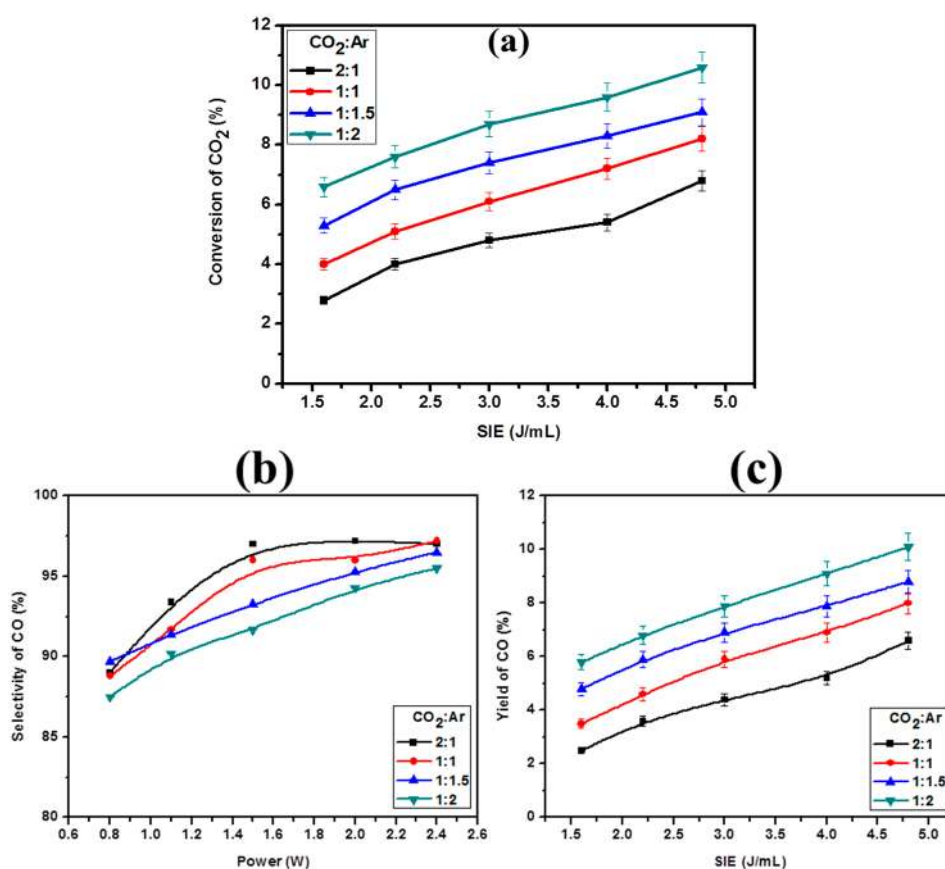 (a)
CO₂:Ar
2:1
1:1
1:1.5
1:2
12
10
8
6
4
2
0
Conversion of CO₂ (%)
1.5 2.0 2.5 3.0 3.5 4.0 4.5 5.0
SIE (J/mL)
(b)
100
95
90
85
80
Selectivity of CO (%)
CO₂:Ar
2:1
1:1
1:1.5
1:2
0.6 0.8 1.0 1.2 1.4 1.6 1.8 2.0 2.2 2.4 2.6
Power (W)
(c)
12
10
8
6
4
2
0
Yield of CO (%)
CO₂:Ar
2:1
1:1
1:1.5
1:2
1.5 2.0 2.5 3.0 3.5 4.0 4.5 5.0
SIE (J/mL)